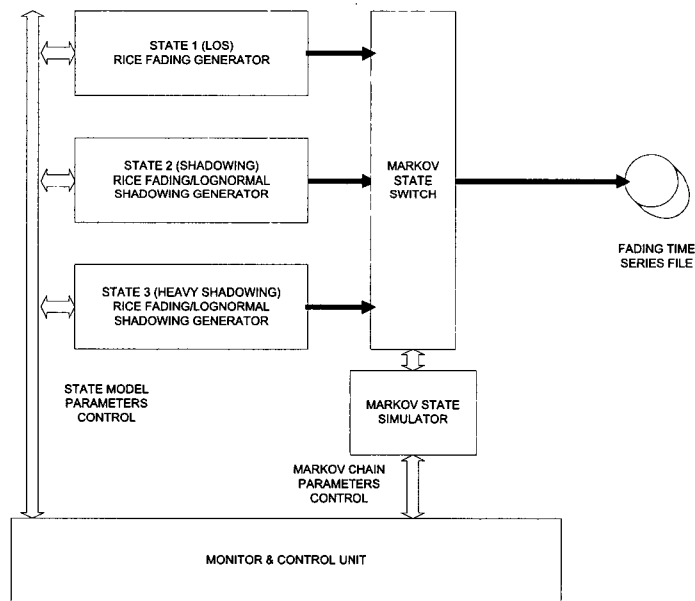 STATE 1 (LOS)
RICE FADING GENERATOR
STATE 2 (SHADOWING)
RICE FADING/LOGNORMAL
SHADOWING GENERATOR
STATE 3 (HEAVY SHADOWING)
RICE FADING/LOGNORMAL
SHADOWING GENERATOR
MARKOV
STATE
SWITCH
FADING TIME
SERIES FILE
STATE MODEL
PARAMETERS
CONTROL
MARKOV STATE
SIMULATOR
MARKOV CHAIN
PARAMETERS
CONTROL
MONITOR & CONTROL UNIT